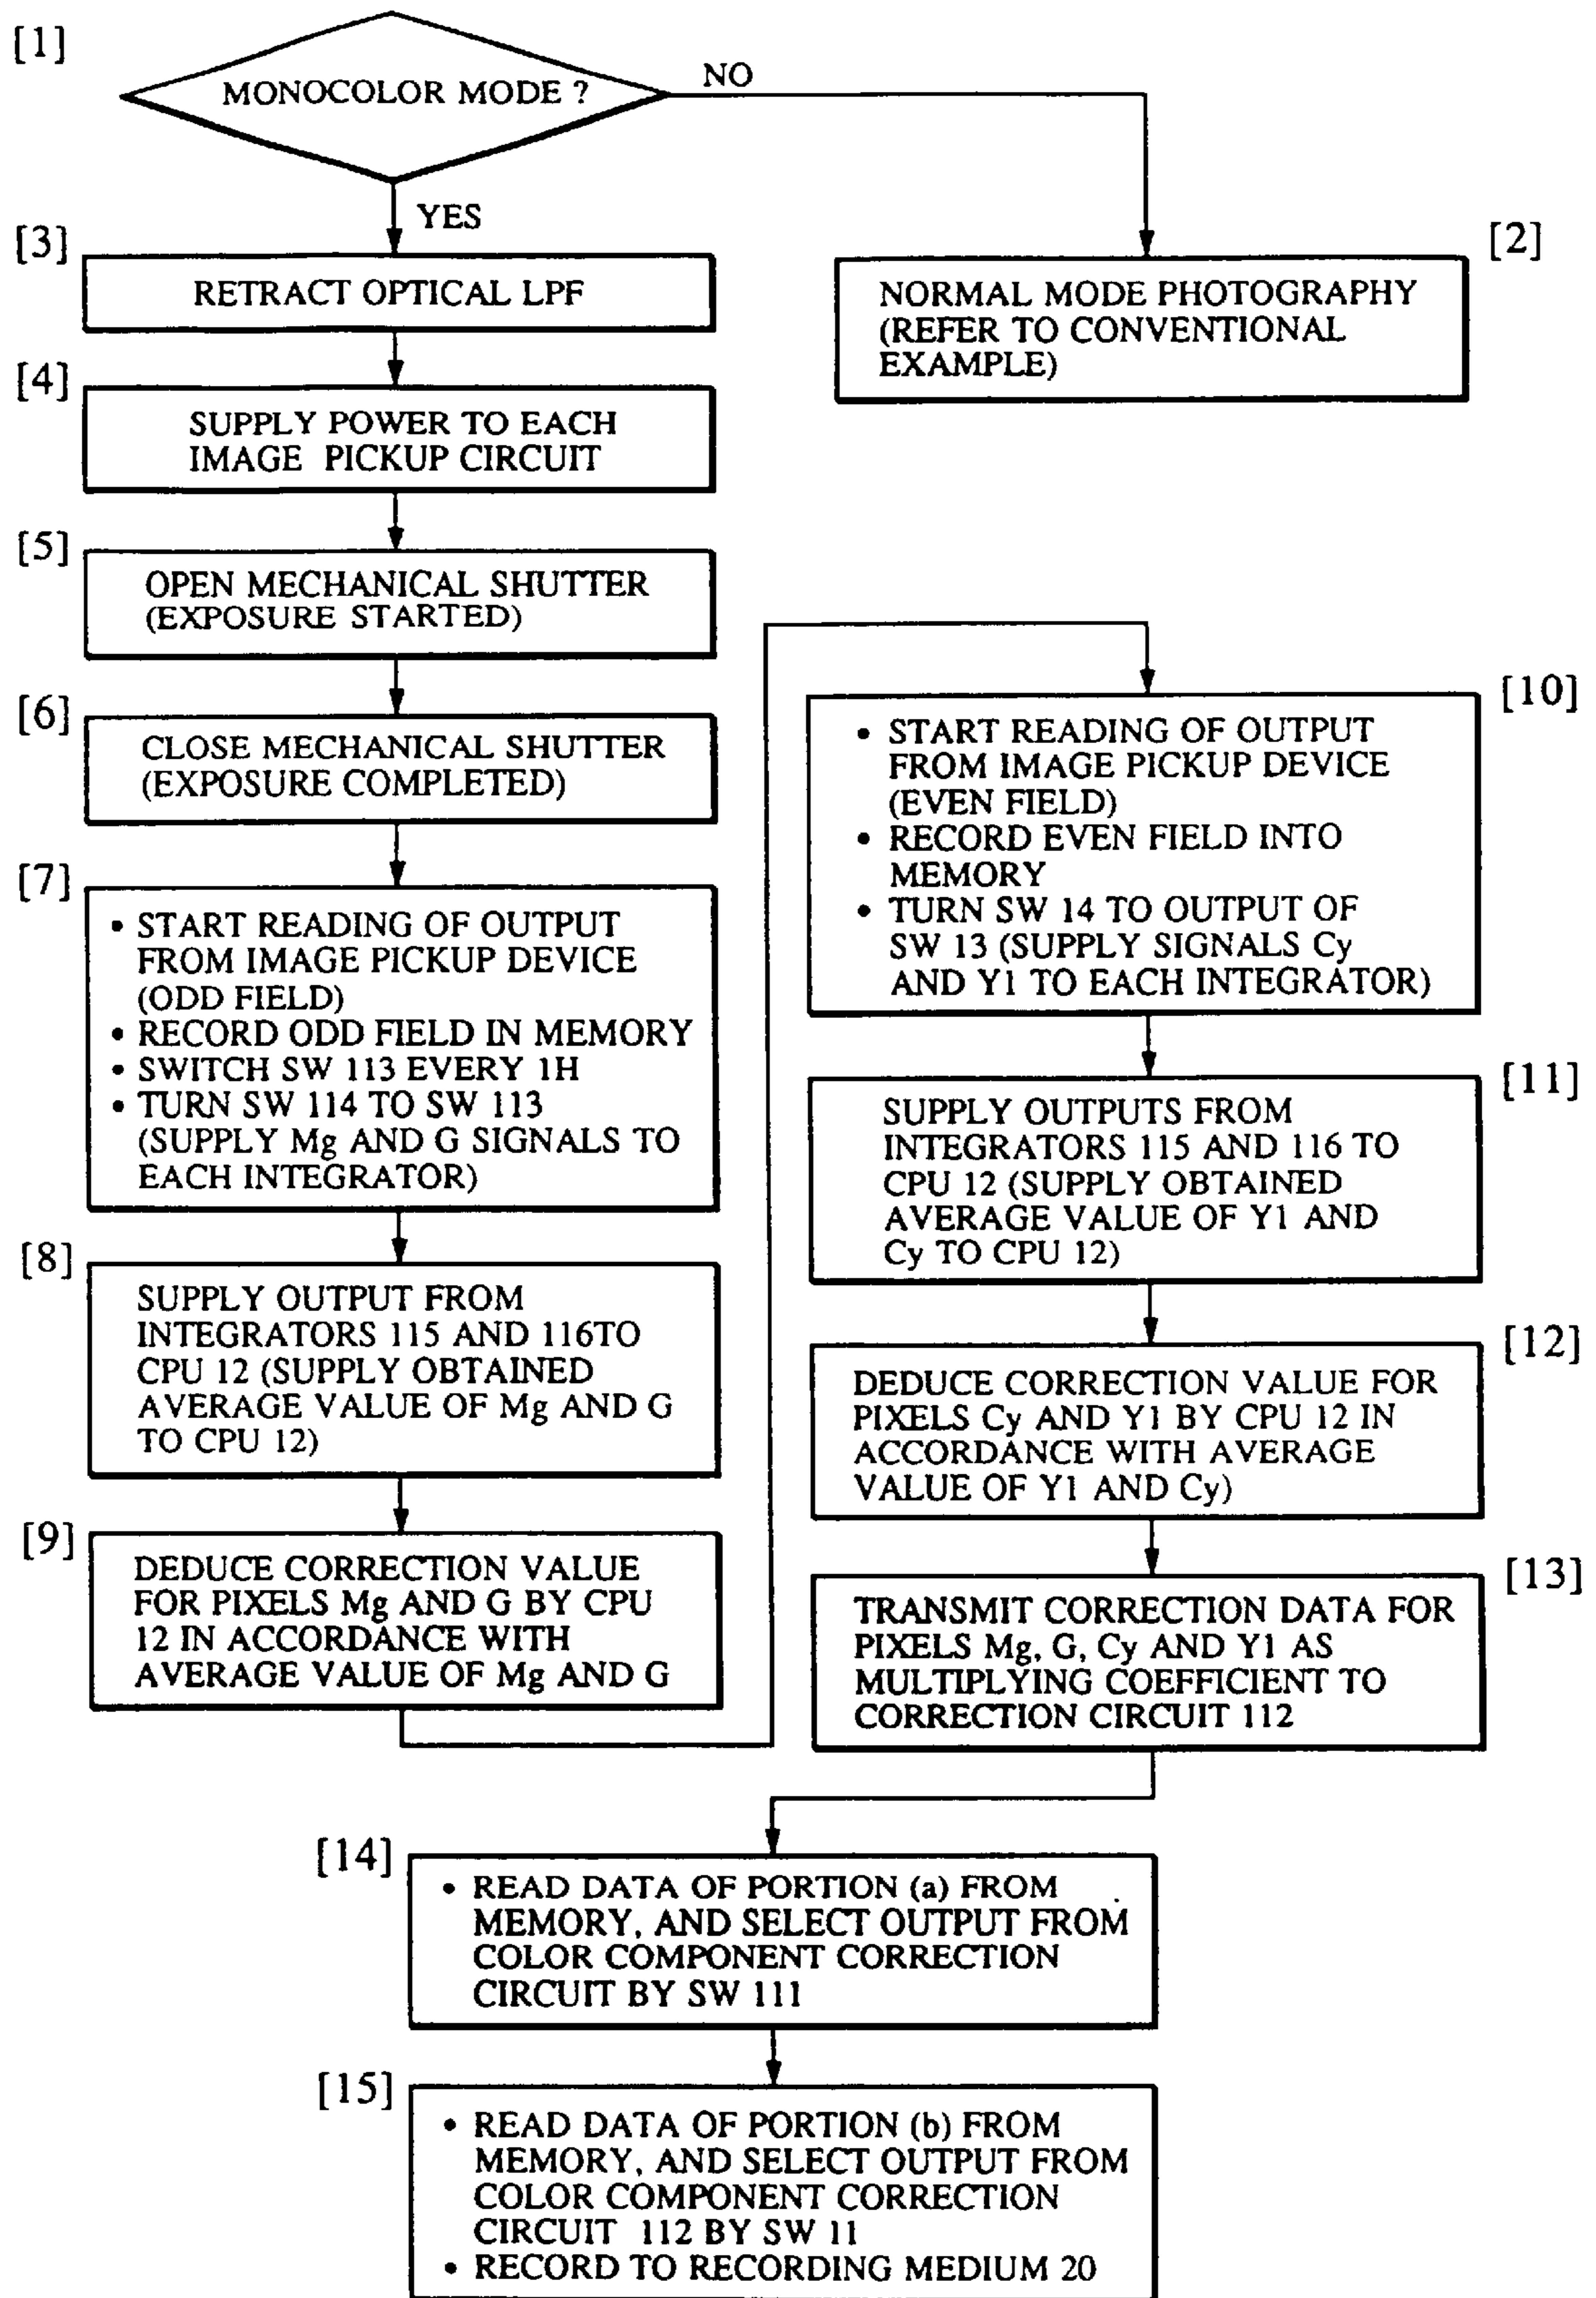 [1]
MONOCOLOR MODE ?
NO
YES
[2]
NORMAL MODE PHOTOGRAPHY
(REFER TO CONVENTIONAL
EXAMPLE)
[3]
RETRACT OPTICAL LPF
[4]
SUPPLY POWER TO EACH
IMAGE PICKUP CIRCUIT
[5]
OPEN MECHANICAL SHUTTER
(EXPOSURE STARTED)
[6]
CLOSE MECHANICAL SHUTTER
(EXPOSURE COMPLETED)
[7]
• START READING OF OUTPUT
FROM IMAGE PICKUP DEVICE
(ODD FIELD)
• RECORD ODD FIELD IN MEMORY
• SWITCH SW 113 EVERY 1H
• TURN SW 114 TO SW 113
(SUPPLY Mg AND G SIGNALS TO
EACH INTEGRATOR)
[8]
SUPPLY OUTPUT FROM
INTEGRATORS 115 AND 116TO
CPU 12 (SUPPLY OBTAINED
AVERAGE VALUE OF Mg AND G
TO CPU 12)
[9]
DEDUCE CORRECTION VALUE
FOR PIXELS Mg AND G BY CPU
12 IN ACCORDANCE WITH
AVERAGE VALUE OF Mg AND G
[10]
• START READING OF OUTPUT
FROM IMAGE PICKUP DEVICE
(EVEN FIELD)
• RECORD EVEN FIELD INTO
MEMORY
• TURN SW 14 TO OUTPUT OF
SW 13 (SUPPLY SIGNALS Cy
AND Y1 TO EACH INTEGRATOR)
[11]
SUPPLY OUTPUTS FROM
INTEGRATORS 115 AND 116 TO
CPU 12 (SUPPLY OBTAINED
AVERAGE VALUE OF Y1 AND
Cy TO CPU 12)
[12]
DEDUCE CORRECTION VALUE FOR
PIXELS Cy AND Y1 BY CPU 12 IN
ACCORDANCE WITH AVERAGE
VALUE OF Y1 AND Cy)
[13]
TRANSMIT CORRECTION DATA FOR
PIXELS Mg, G, Cy AND Y1 AS
MULTIPLYING COEFFICIENT TO
CORRECTION CIRCUIT 112
[14]
• READ DATA OF PORTION (a) FROM
MEMORY, AND SELECT OUTPUT FROM
COLOR COMPONENT CORRECTION
CIRCUIT BY SW 111
[15]
• READ DATA OF PORTION (b) FROM
MEMORY, AND SELECT OUTPUT FROM
COLOR COMPONENT CORRECTION
CIRCUIT 112 BY SW 11
• RECORD TO RECORDING MEDIUM 20